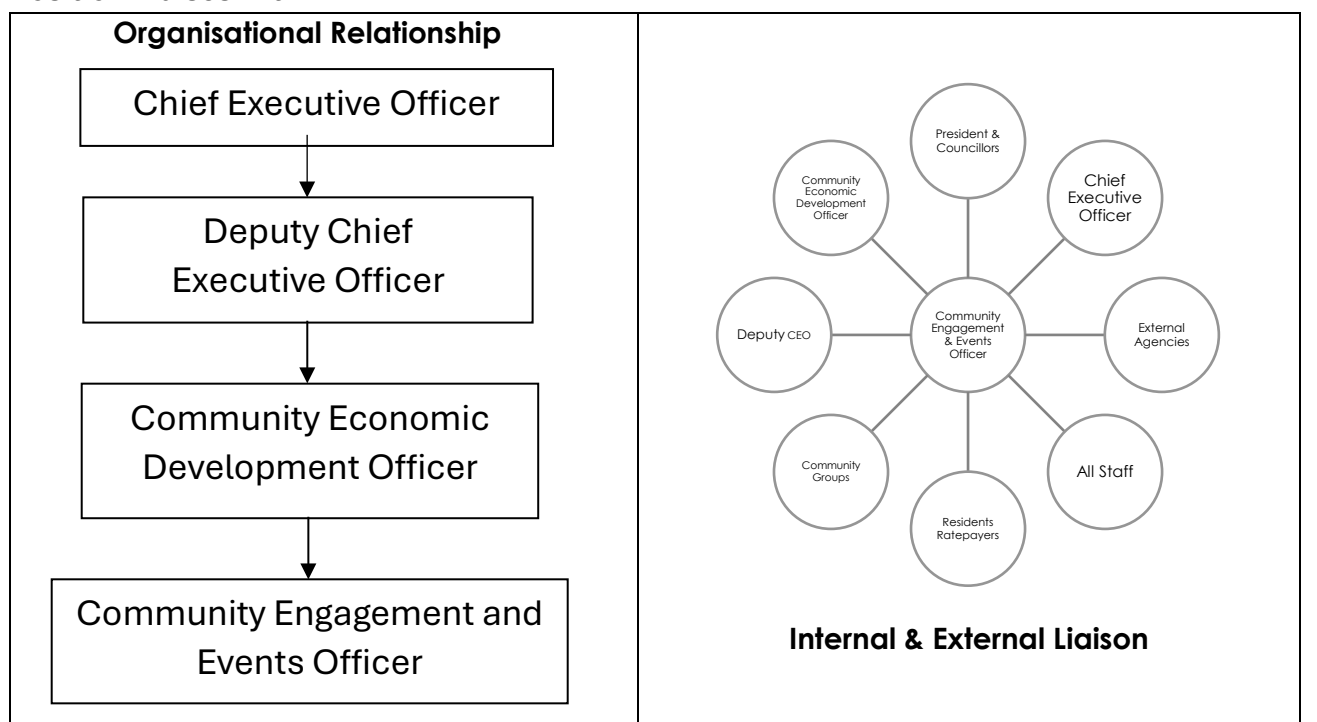 Organisational Relationship
Chief Executive Officer
Deputy Chief
Executive Officer
Community Economic
Development Officer
Community Engagement and
Events Officer
President &
Councillors
Chief
Executive
Officer
External
Agencies
All Staff
Residents
Ratepayers
Community
Groups
Deputy CEO
Community
Economic
Development
Officer
Community
Engagement
& Events
Officer
Internal & External Liaison